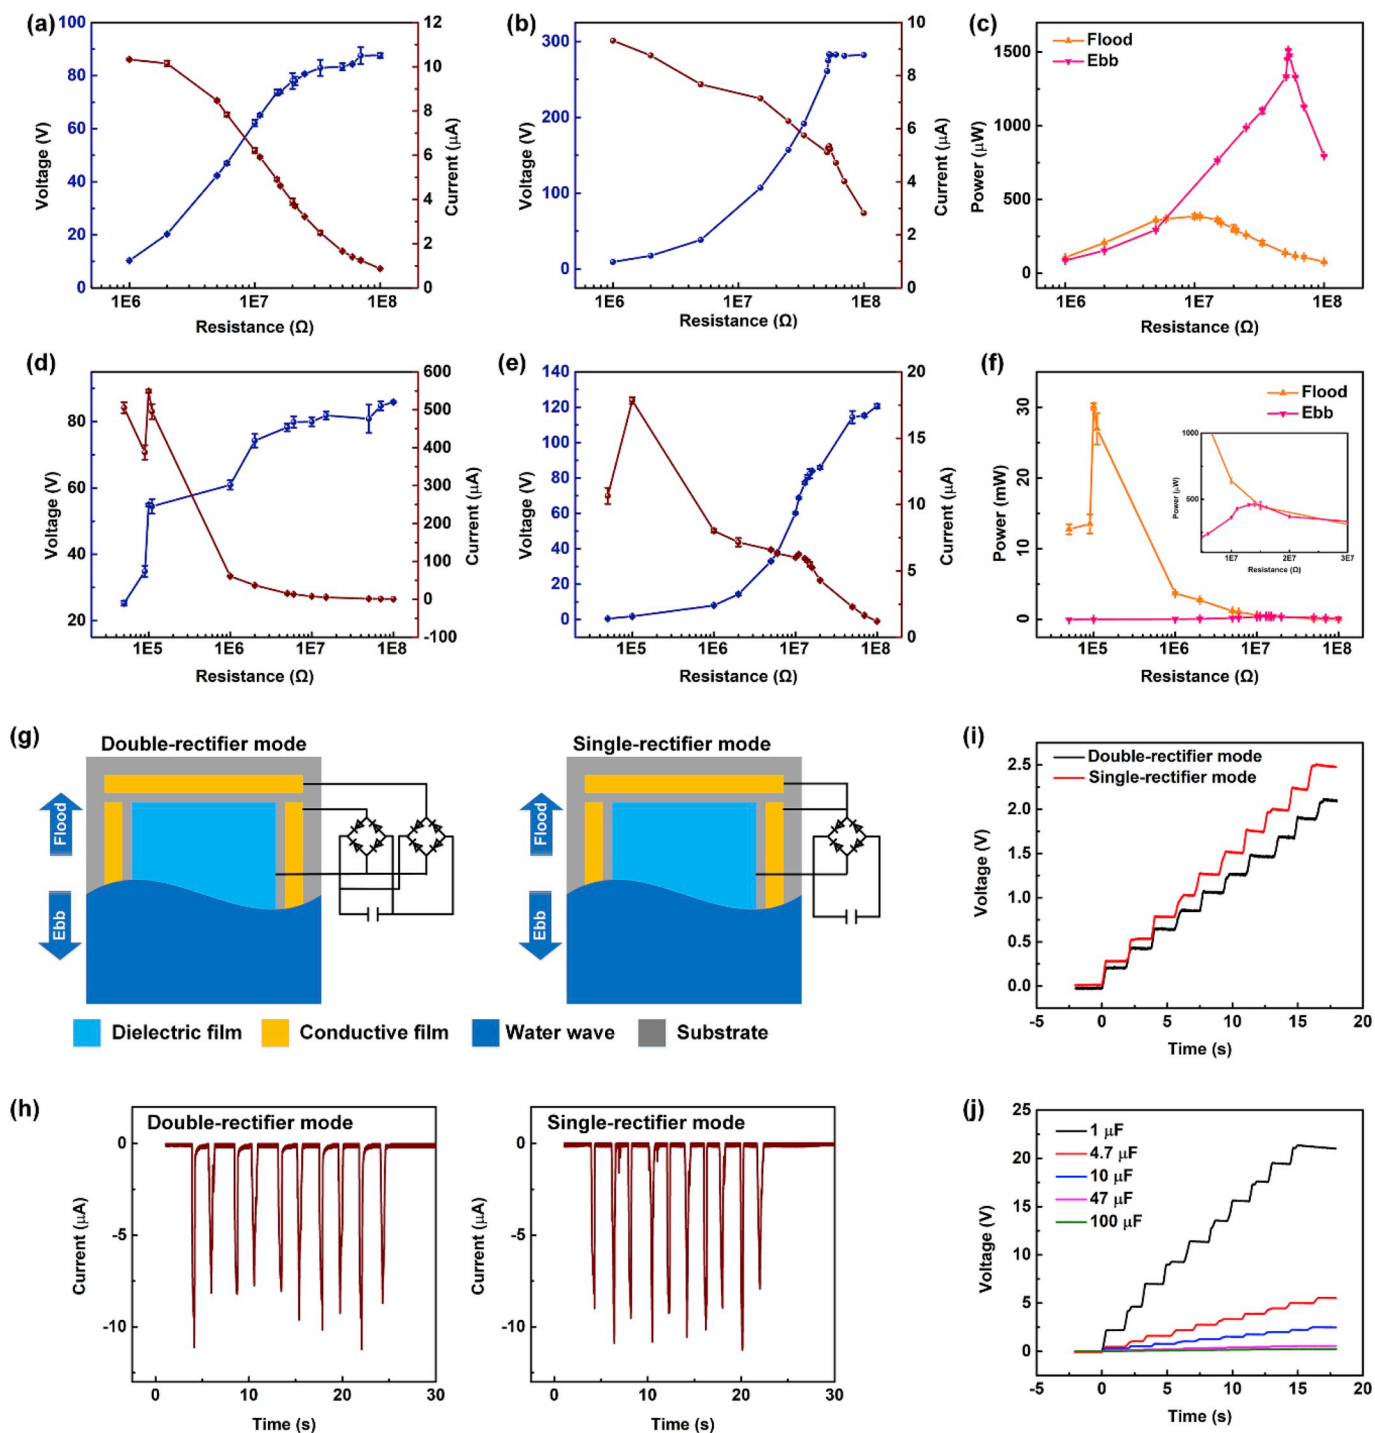 (a)
100
80
60
40
20
0
Voltage (V)
12
10
8
6
4
2
0
Current (μA)
1E6 1E7 1E8
Resistance (Ω)
(b)
300
200
100
0
Voltage (V)
10
8
6
4
2
0
Current (μA)
1E6 1E7 1E8
Resistance (Ω)
(c)
Flood
Ebb
1500
1000
500
0
Power (μW)
1E6 1E7 1E8
Resistance (Ω)
(d)
80
60
40
20
Voltage (V)
600
500
400
300
200
100
0
-100
Current (μA)
1E5 1E6 1E7 1E8
Resistance (Ω)
(e)
140
120
100
80
60
40
20
0
Voltage (V)
20
15
10
5
0
Current (μA)
1E5 1E6 1E7 1E8
Resistance (Ω)
(f)
Flood
Ebb
30
20
10
0
Power (mW)
1000
500
Power (μW)
1E7 2E7 3E7
Resistance (Ω)
1E5 1E6 1E7 1E8
Resistance (Ω)
(g)
Double-rectifier mode
Flood
Ebb
Single-rectifier mode
Flood
Ebb
Dielectric film Conductive film Water wave Substrate
(h)
Double-rectifier mode
0
-5
-10
Current (μA)
0 10 20 30
Time (s)
Single-rectifier mode
0
-5
-10
Current (μA)
0 10 20 30
Time (s)
(i)
Double-rectifier mode
Single-rectifier mode
2.5
2.0
1.5
1.0
0.5
0.0
Voltage (V)
-5 0 5 10 15 20
Time (s)
(j)
1 μF
4.7 μF
10 μF
47 μF
100 μF
25
20
15
10
5
0
Voltage (V)
-5 0 5 10 15 20
Time (s)